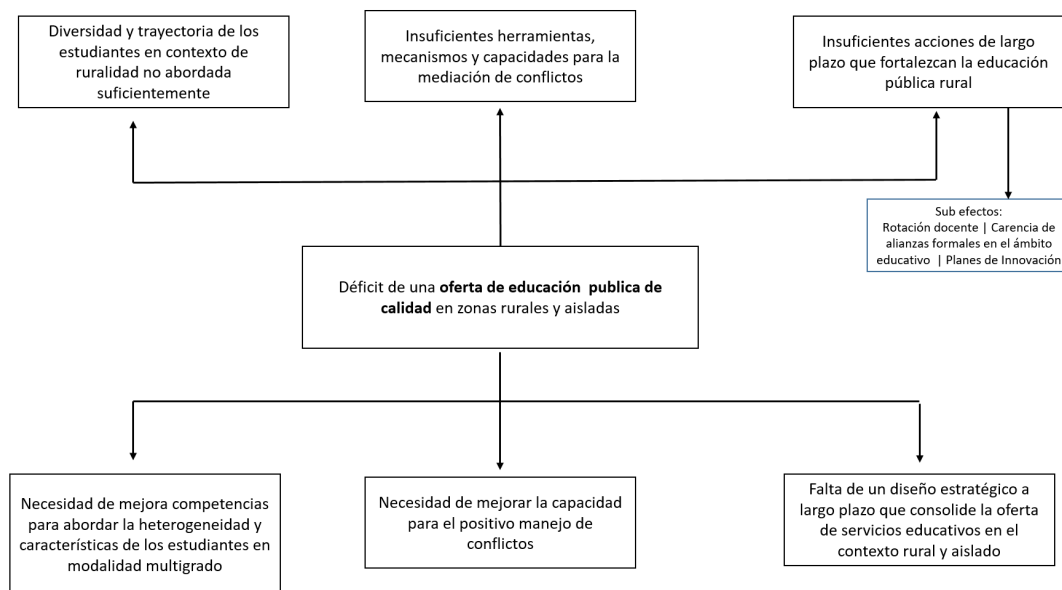 Diversidad y trayectoria de los
estudiantes en contexto de
ruralidad no abordada
suficientemente
Insuficientes herramientas,
mecanismos y capacidades para la
mediación de conflictos
Insuficientes acciones de largo
plazo que fortalezcan la educación
pública rural
Sub efectos:
Rotación docente | Carencia de
alianzas formales en el ámbito
educativo | Planes de Innovación
Déficit de una oferta de educación publica de
calidad en zonas rurales y aisladas
Necesidad de mejora competencias
para abordar la heterogeneidad y
características de los estudiantes en
modalidad multigrado
Necesidad de mejorar la capacidad
para el positivo manejo de
conflictos
Falta de un diseño estratégico a
largo plazo que consolide la oferta
de servicios educativos en el
contexto rural y aislado